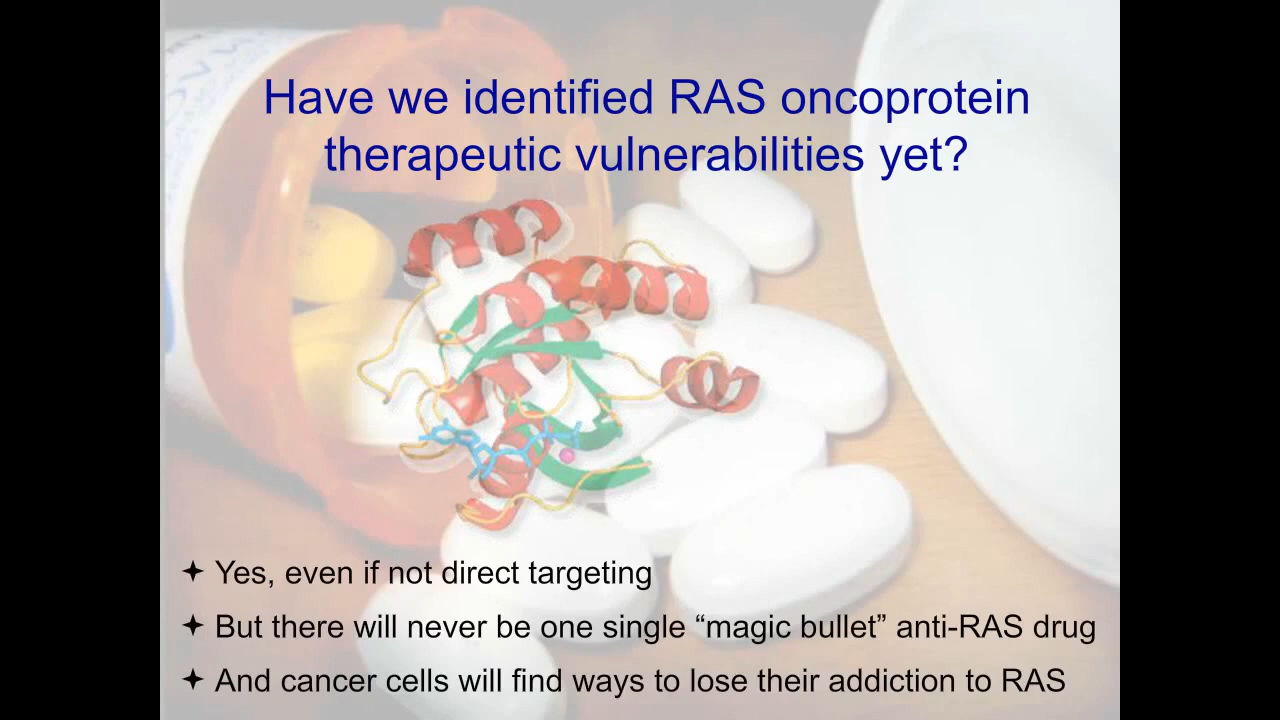 Have we identified RAS oncoprotein
therapeutic vulnerabilities yet?
✦ Yes, even if not direct targeting
✦ But there will never be one single “magic bullet” anti-RAS drug
✦ And cancer cells will find ways to lose their addiction to RAS